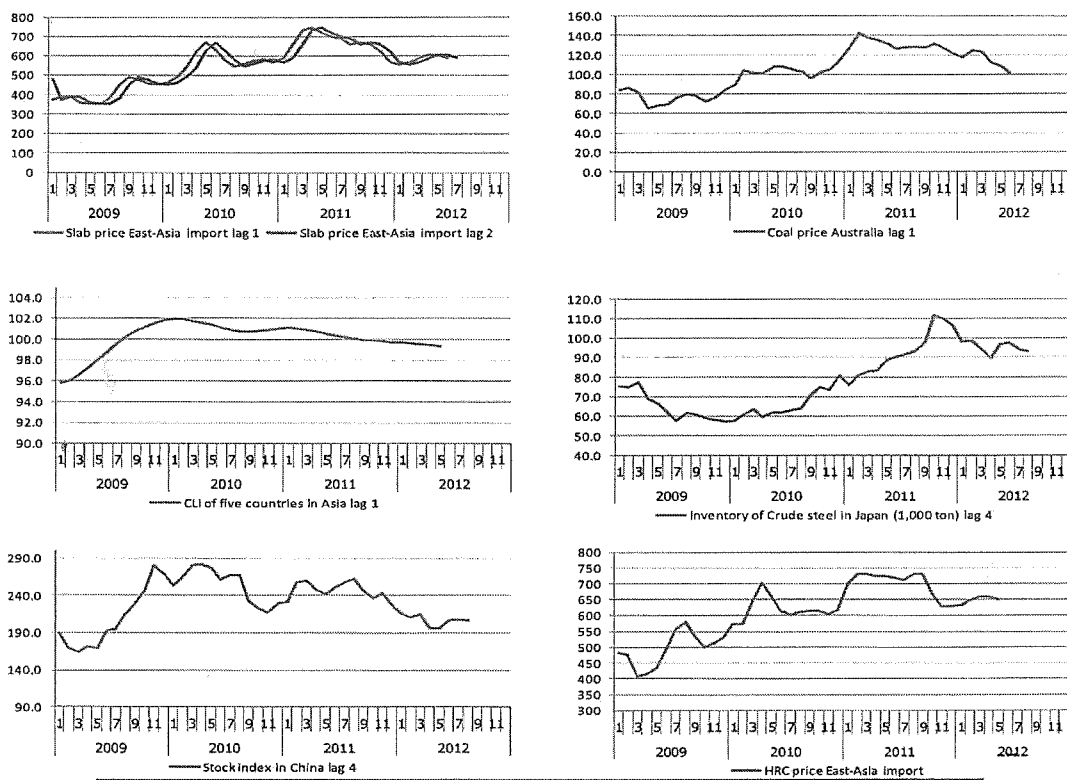 800
700
600
500
400
300
200
100
0
1 3 5 7 9 11 1 3 5 7 9 11 1 3 5 7 9 11 1 3 5 7 9 11
2009 2010 2011 2012
Slab price East-Asia import lag 1 Slab price East-Asia import lag 2
160.0
140.0
120.0
100.0
80.0
60.0
40.0
20.0
0.0
1 3 5 7 9 11 1 3 5 7 9 11 1 3 5 7 9 11 1 3 5 7 9 11
2009 2010 2011 2012
Coal price Australia lag 1
104.0
102.0
100.0
98.0
96.0
94.0
92.0
90.0
1 3 5 7 9 11 1 3 5 7 9 11 1 3 5 7 9 11 1 3 5 7 9 11
2009 2010 2011 2012
CLI of five countries in Asia lag 1
120.0
110.0
100.0
90.0
80.0
70.0
60.0
50.0
40.0
1 3 5 7 9 11 1 3 5 7 9 11 1 3 5 7 9 11 1 3 5 7 9 11
2009 2010 2011 2012
Inventory of Crude steel in Japan (1,000 ton) lag 4
290.0
240.0
190.0
140.0
90.0
1 3 5 7 9 11 1 3 5 7 9 11 1 3 5 7 9 11 1 3 5 7 9 11
2009 2010 2011 2012
Stock index in China lag 4
800
750
700
650
600
550
500
450
400
350
300
1 3 5 7 9 11 1 3 5 7 9 11 1 3 5 7 9 11 1 3 5 7 9 11
2009 2010 2011 2012
HRC price East-Asia import